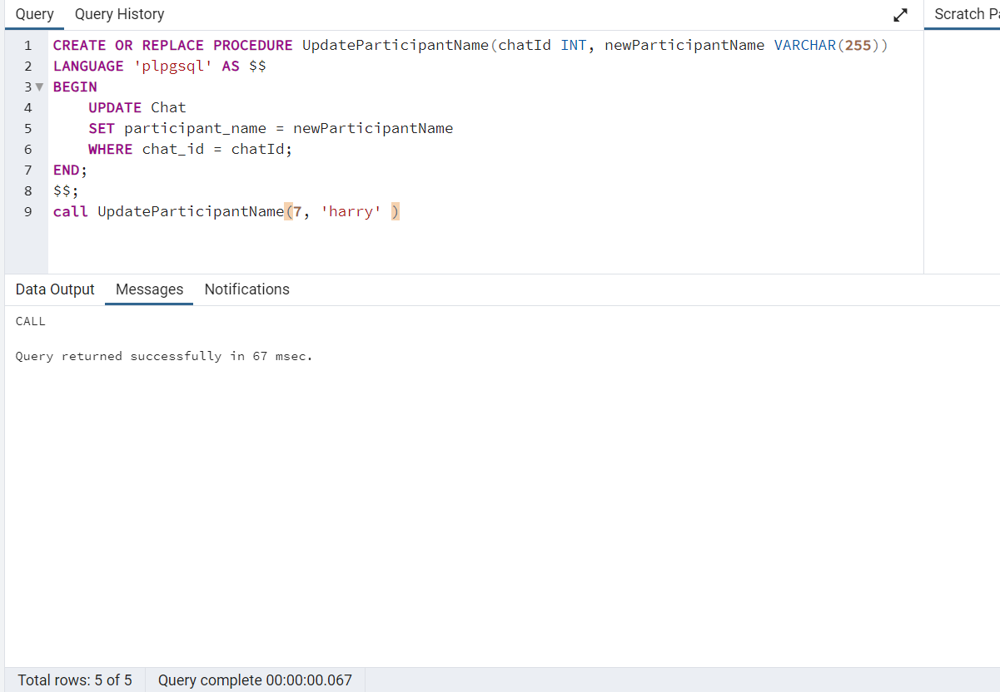 Query Query History Scratch
1 CREATE OR REPLACE PROCEDURE UpdateParticipantName(chatId INT, newParticipantName VARCHAR(255))
2 LANGUAGE 'plpgsql' AS $$
3 BEGIN
4     UPDATE Chat
5     SET participant_name = newParticipantName
6     WHERE chat_id = chatId;
7 END;
8 $$;
9 call UpdateParticipantName(7, 'harry' )
Data Output Messages Notifications
CALL
Query returned successfully in 67 msec.
Total rows: 5 of 5 Query complete 00:00:00.067